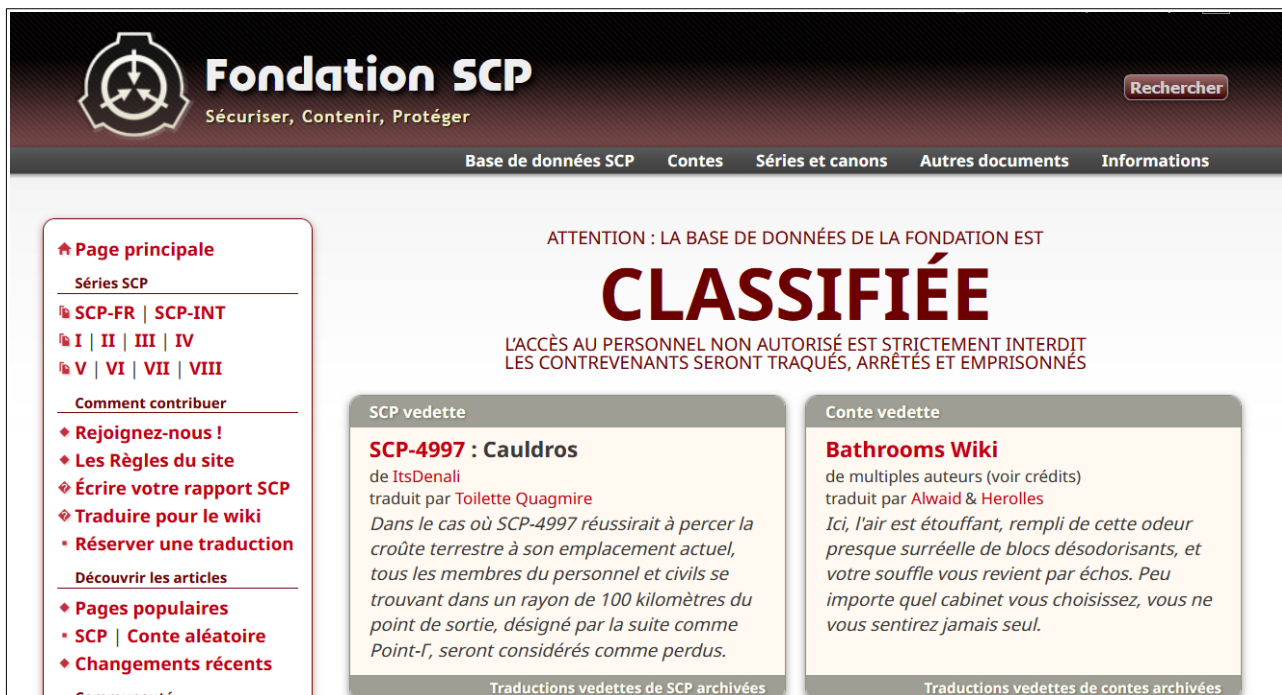 Fondation SCP
Sécuriser, Contenir, Protéger
Rechercher
Base de données SCP Contes Séries et canons Autres documents Informations
Page principale
Séries SCP
SCP-FR | SCP-INT
I | II | III | IV
V | VI | VII | VIII
Comment contribuer
Rejoignez-nous !
Les Règles du site
Écrire votre rapport SCP
Traduire pour le wiki
Réserver une traduction
Découvrir les articles
Pages populaires
SCP | Conte aléatoire
Changements récents
ATTENTION : LA BASE DE DONNÉES DE LA FONDATION EST
CLASSIFIÉE
L'ACCÈS AU PERSONNEL NON AUTORISÉ EST STRICTEMENT INTERDIT
LES CONTREVENANTS SERONT TRAQUÉS, ARRÊTÉS ET EMPRISONNÉS
SCP vedette
SCP-4997 : Cauldros
de ItsDenali
traduit par Toilette Quagmire
Dans le cas où SCP-4997 réussirait à percer la
croûte terrestre à son emplacement actuel,
tous les membres du personnel et civils se
trouvant dans un rayon de 100 kilomètres du
point de sortie, désigné par la suite comme
Point-Γ, seront considérés comme perdus.
Traductions vedettes de SCP archivées
Conte vedette
Bathrooms Wiki
de multiples auteurs (voir crédits)
traduit par Alwaid & Herolles
Ici, l'air est étouffant, rempli de cette odeur
presque surréelle de blocs désodorisants, et
votre souffle vous revient par échos. Peu
importe quel cabinet vous choisissez, vous ne
vous sentirez jamais seul.
Traductions vedettes de contes archivées